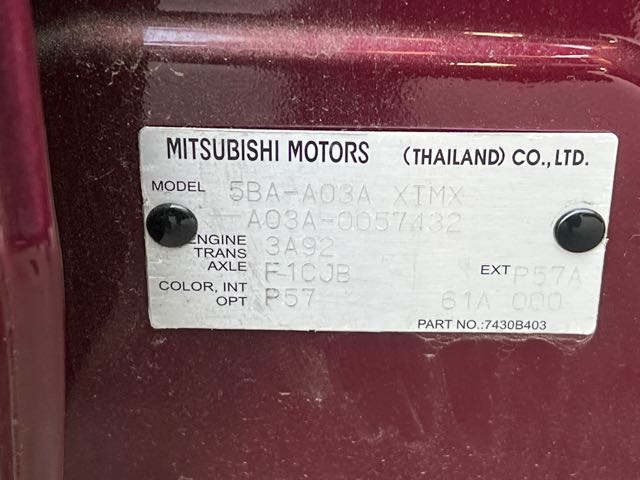 MITSUBISHI MOTORS (THAILAND) CO.,LTD.
MODEL 5BA-A03A XTMX
A03A-0057432
ENGINE 3A92
TRANS AXLE F1CJB EXT P57A
COLOR, INT OPT P57 61A 000
PART NO.:7430B403